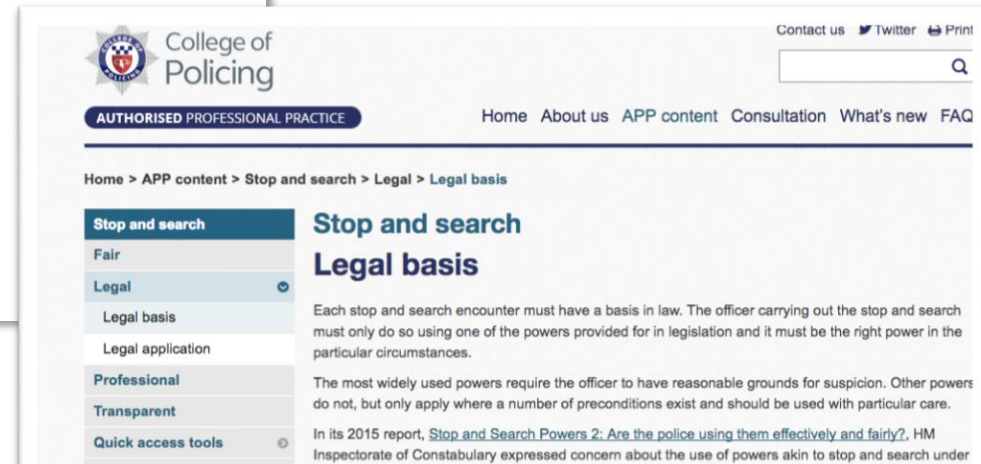 College of
Policing
Contact us Twitter Print
AUTHORISED PROFESSIONAL PRACTICE
Home About us APP content Consultation What's new FAQ
Home > APP content > Stop and search > Legal > Legal basis
Stop and search
Fair
Legal
Legal basis
Legal application
Professional
Transparent
Quick access tools
Stop and search
Legal basis
Each stop and search encounter must have a basis in law. The officer carrying out the stop and search
must only do so using one of the powers provided for in legislation and it must be the right power in the
particular circumstances.
The most widely used powers require the officer to have reasonable grounds for suspicion. Other powers
do not, but only apply where a number of preconditions exist and should be used with particular care.
In its 2015 report, Stop and Search Powers 2: Are the police using them effectively and fairly?, HM
Inspectorate of Constabulary expressed concern about the use of powers akin to stop and search under